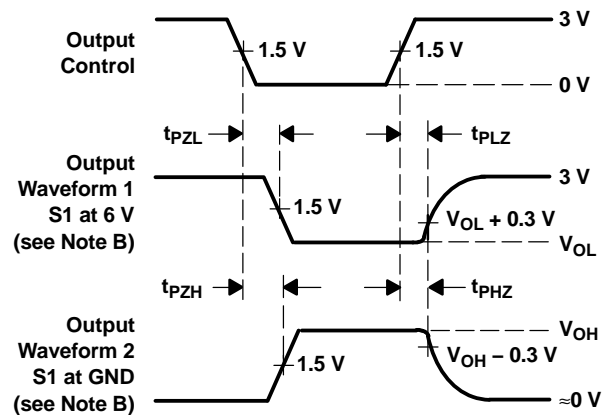 Output
Control
1.5 V
1.5 V
3 V
0 V
tPZL
tPLZ
Output
Waveform 1
S1 at 6 V
(see Note B)
1.5 V
3 V
VOL + 0.3 V
VOL
tPZH
tPHZ
Output
Waveform 2
S1 at GND
(see Note B)
1.5 V
VOH
VOH − 0.3 V
≈0 V